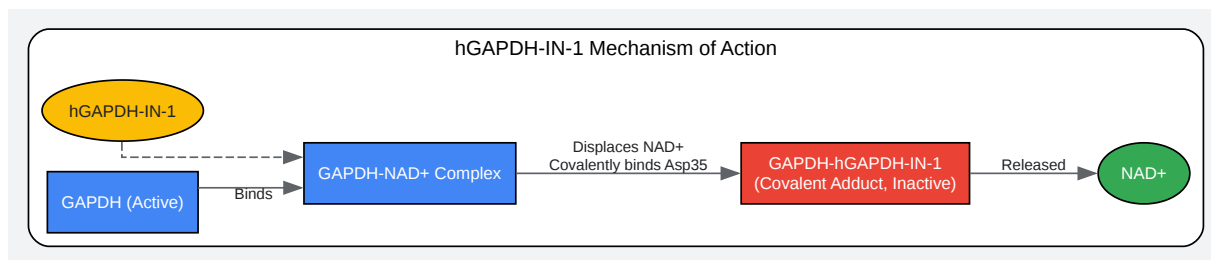 hGAPDH-IN-1 Mechanism of Action
hGAPDH-IN-1
GAPDH (Active)
Binds
GAPDH-NAD+ Complex
Displaces NAD+
Covalently binds Asp35
GAPDH-hGAPDH-IN-1
(Covalent Adduct, Inactive)
Released
NAD+